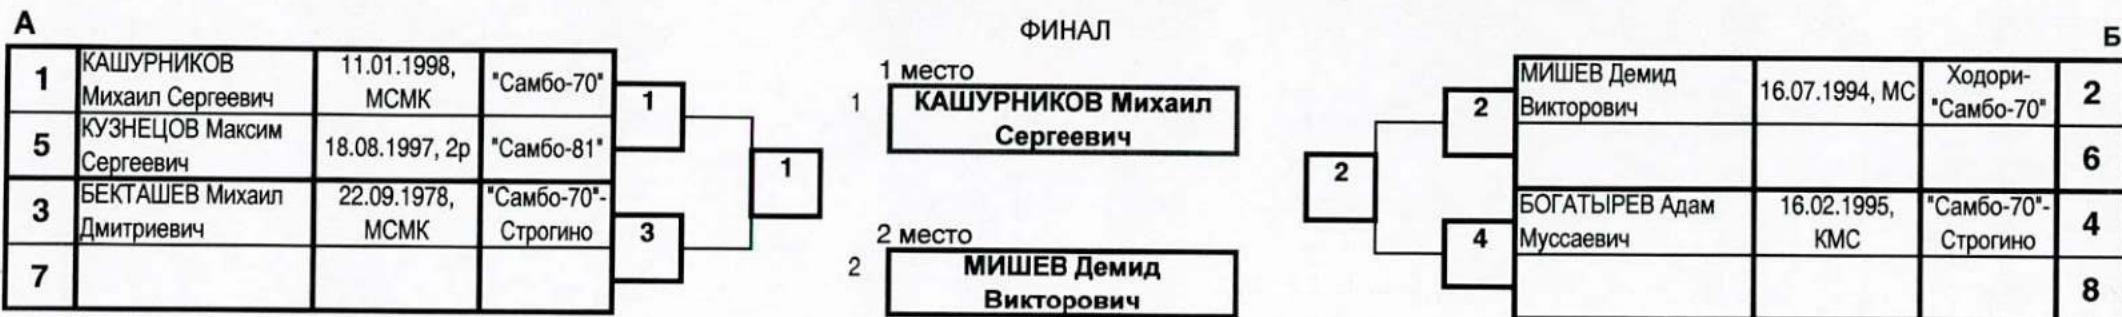 А
1
КАШУРНИКОВ
Михаил Сергеевич
11.01.1998,
МСМК
"Самбо-70"
5
КУЗНЕЦОВ Максим
Сергеевич
18.08.1997, 2р
"Самбо-81"
3
БЕКТАШЕВ Михаил
Дмитриевич
22.09.1978,
МСМК
"Самбо-70"-
Строгино
7
1
3
1
ФИНАЛ
1 место
1
КАШУРНИКОВ Михаил
Сергеевич
2 место
2
МИШЕВ Демид
Викторович
2
2
4
Б
МИШЕВ Демид
Викторович
16.07.1994, МС
Ходори-
"Самбо-70"
2
6
БОГАТЫРЕВ Адам
Муссаевич
16.02.1995,
КМС
"Самбо-70"-
Строгино
4
8